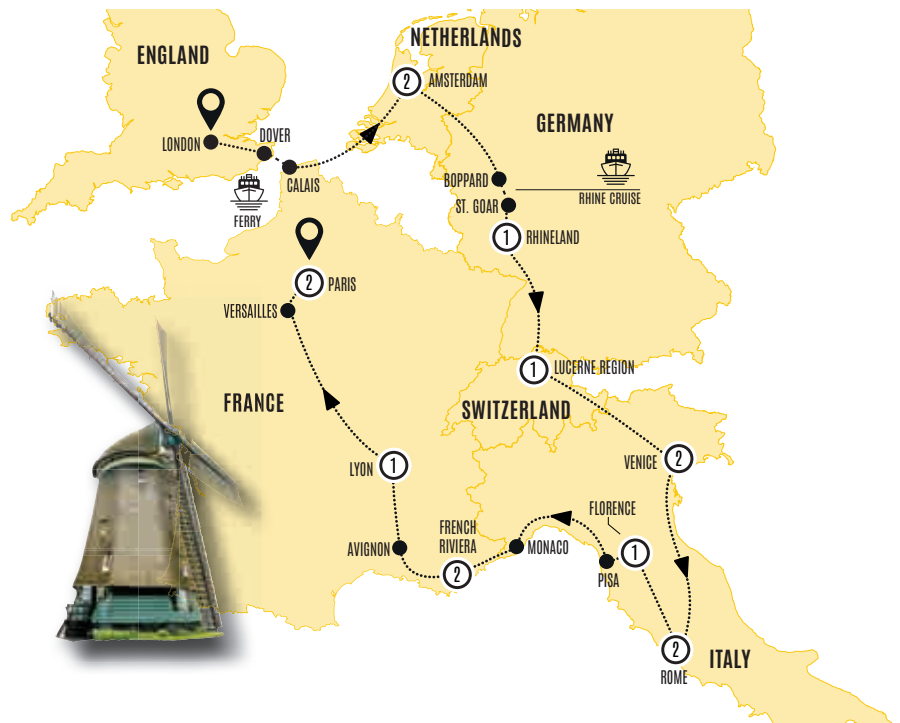 NETHERLANDS
ENGLAND
2
AMSTERDAM
GERMANY
LONDON
DOVER
CALAIS
FERRY
BOPPARD
ST. GOAR
RHINE CRUISE
1
RHINELAND
2
PARIS
VERSAILLES
1
LUCERNE REGION
FRANCE
SWITZERLAND
LYON
1
VENICE
2
FLORENCE
1
FRENCH
RIVIERA
2
AVIGNON
MONACO
PISA
2
ROME
ITALY